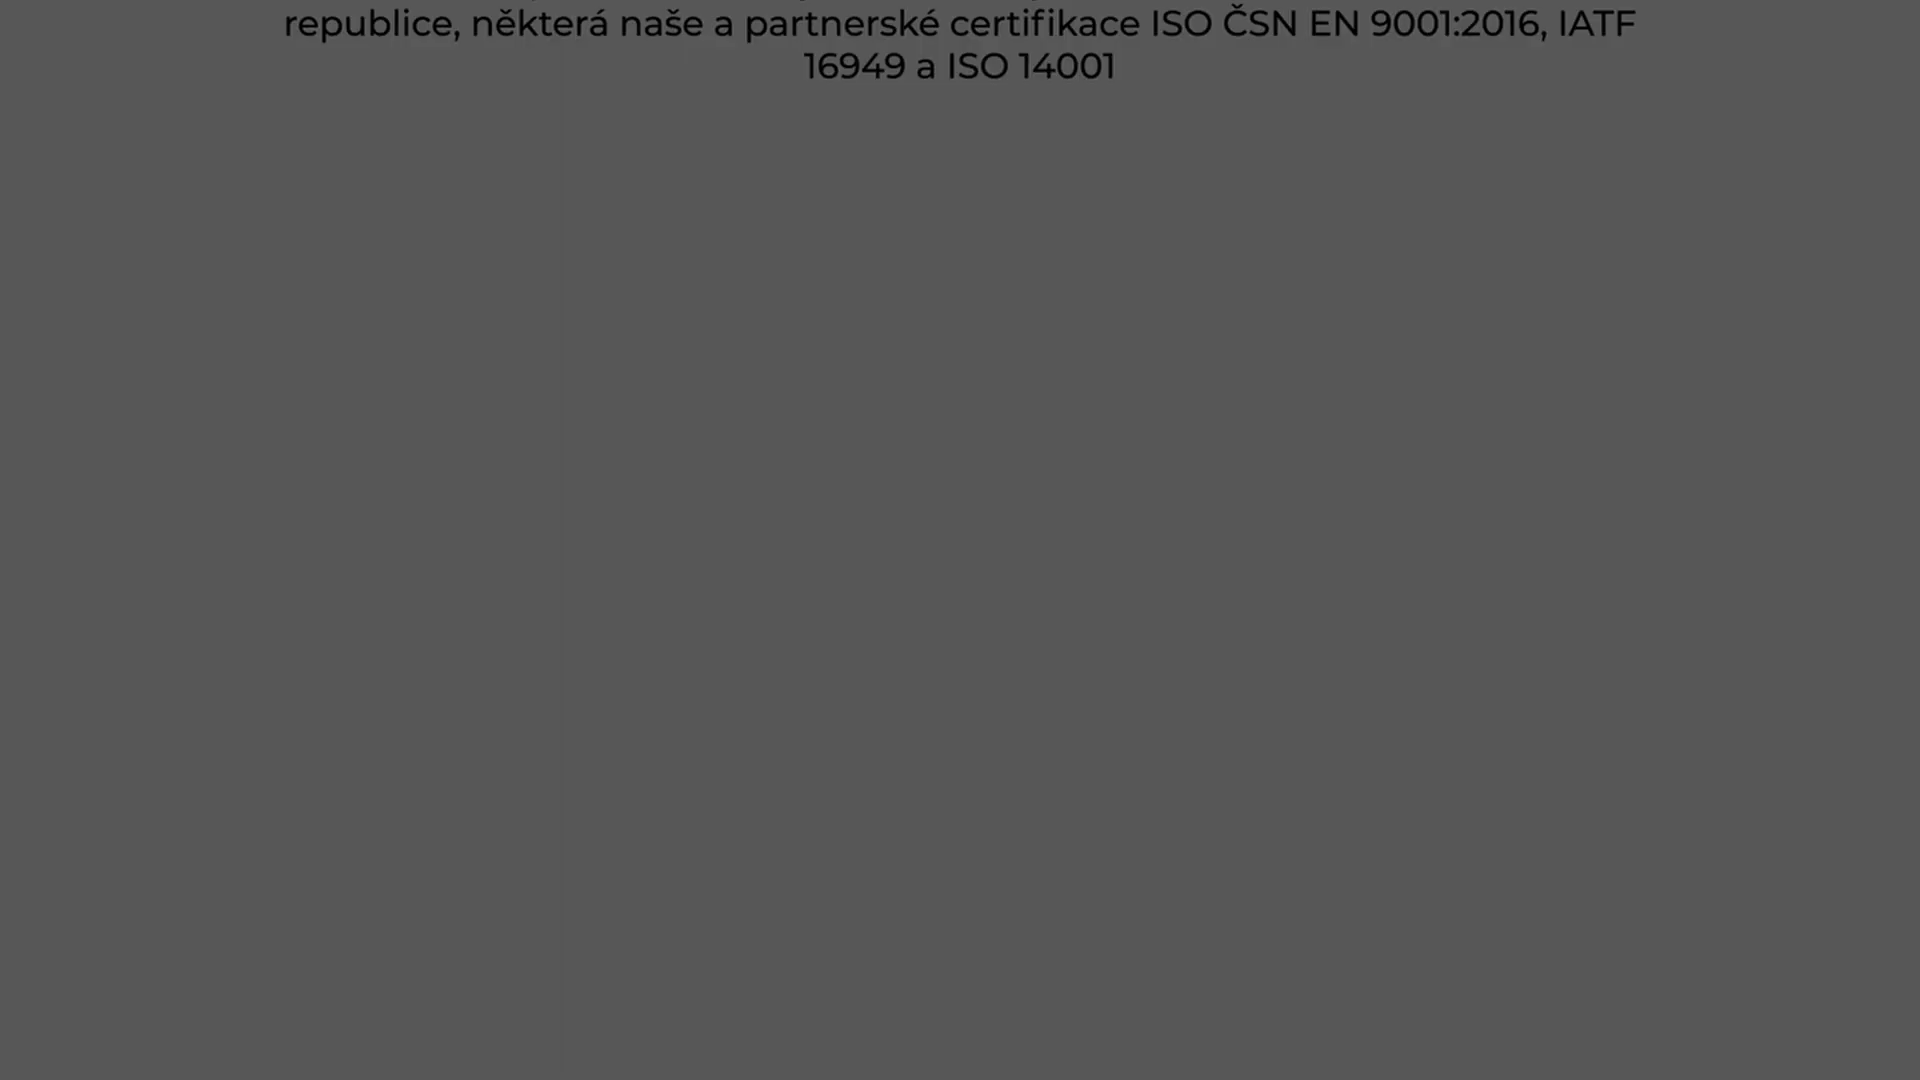 republice, některá naše a partnerské certifikace ISO ČSN EN 9001:2016, IATF
16949 a ISO 14001